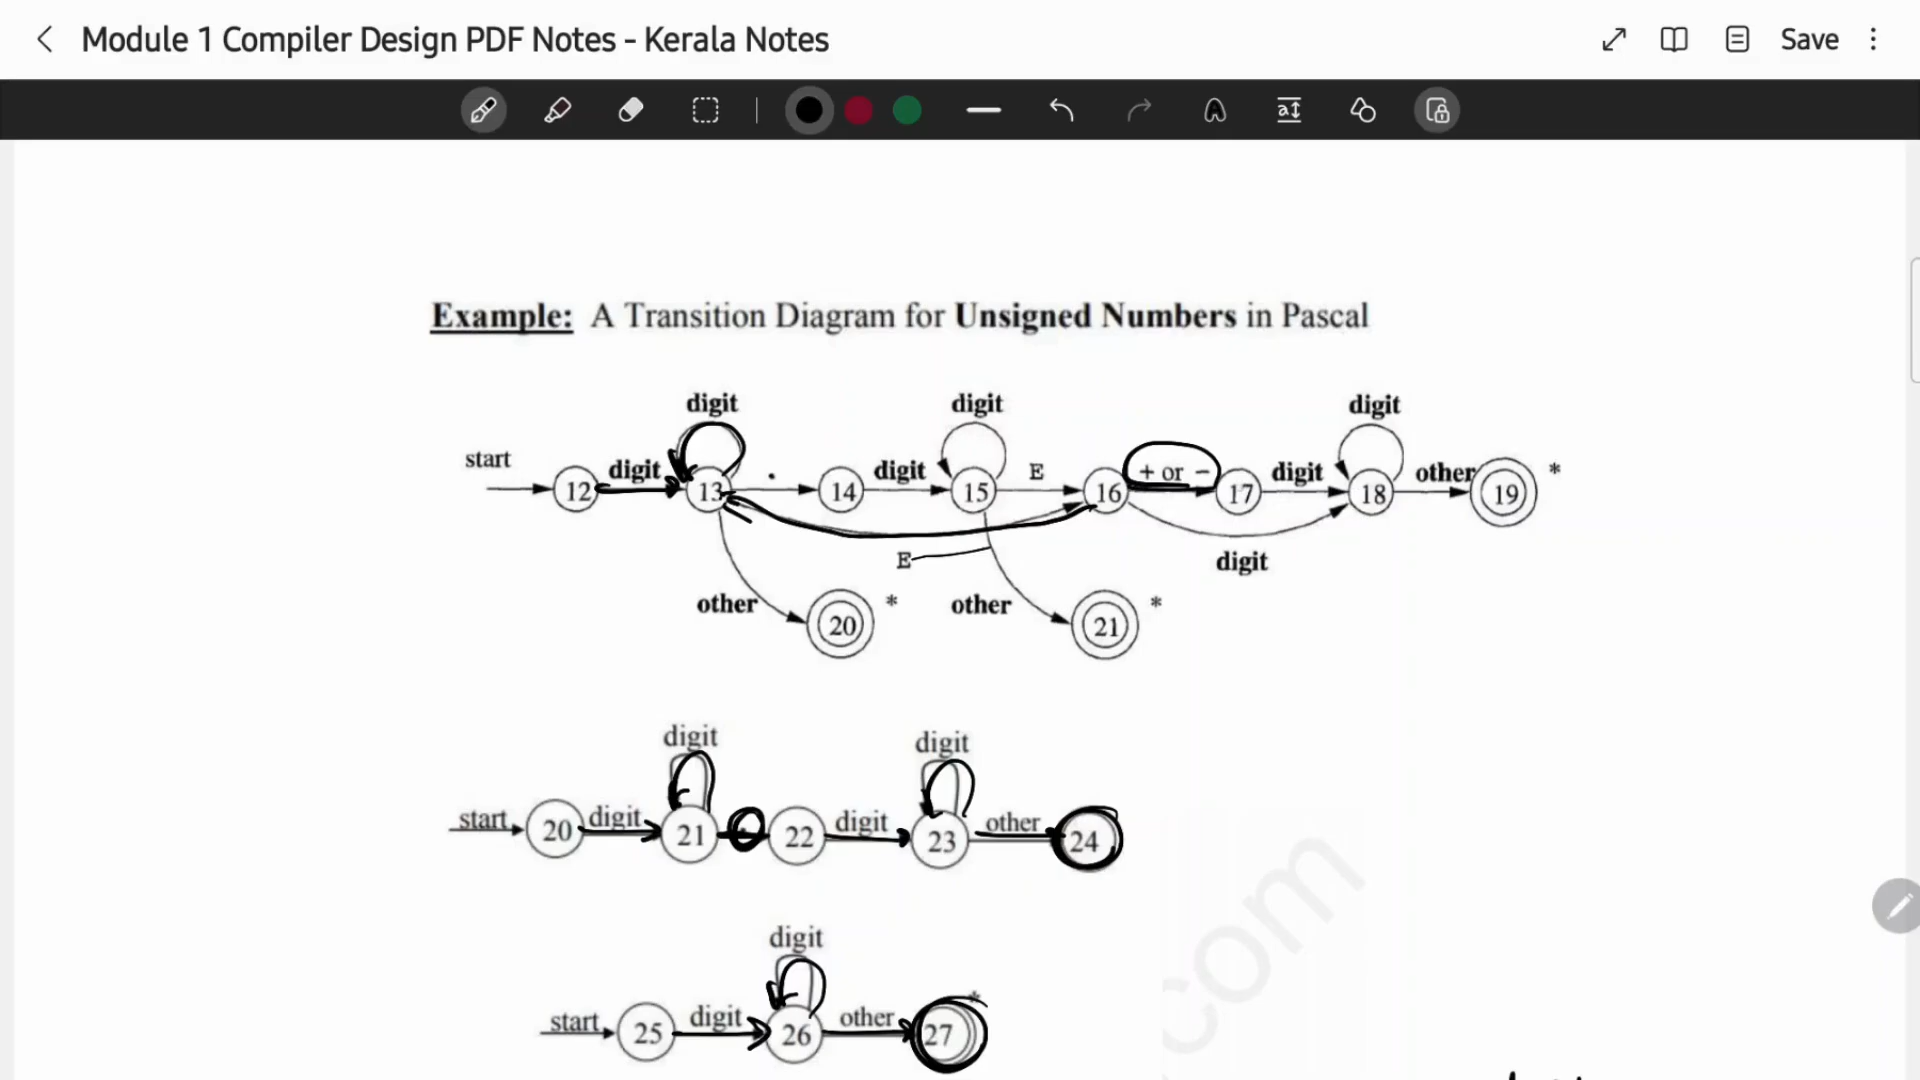 Module 1 Compiler Design PDF Notes - Kerala Notes
Save
Example: A Transition Diagram for Unsigned Numbers in Pascal
digit digit digit
start 12 digit 13 . 14 digit 15 E 16 + or - 17 digit 18 other 19 *
E digit
other 20 * other 21 *
digit digit
start 20 digit 21 . 22 digit 23 other 24
digit
start 25 digit 26 other 27 *
com